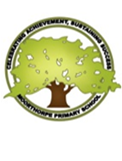 CELEBRATING ACHIEVEMENT, SUSTAINING SUCCESS
WOODTHORPE PRIMARY SCHOOL